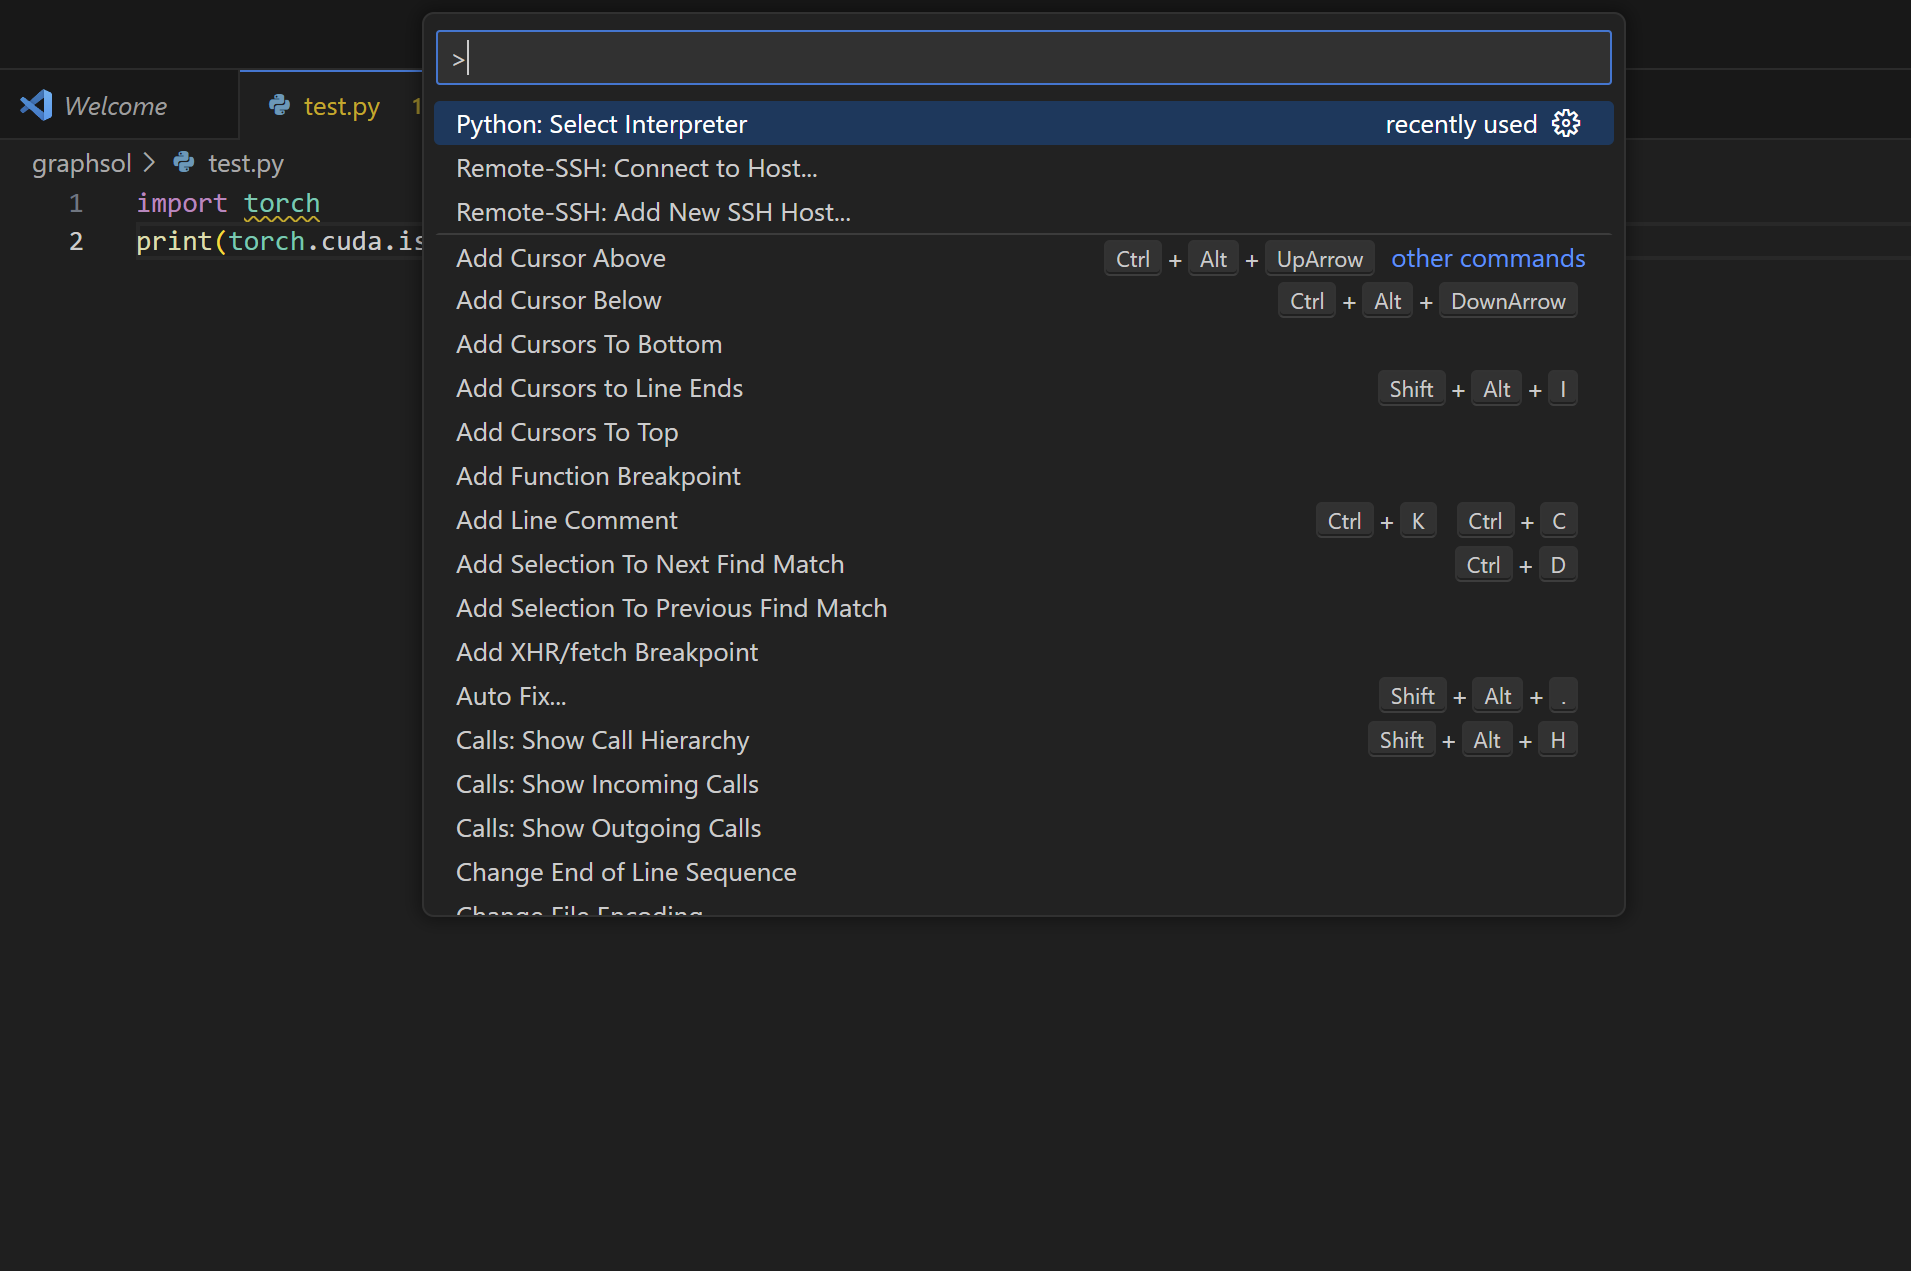 >
Welcome
test.py 1
graphsol > test.py
1 import torch
2 print(torch.cuda.is
Python: Select Interpreter recently used
Remote-SSH: Connect to Host...
Remote-SSH: Add New SSH Host...
Add Cursor Above Ctrl + Alt + UpArrow other commands
Add Cursor Below Ctrl + Alt + DownArrow
Add Cursors To Bottom
Add Cursors to Line Ends Shift + Alt + I
Add Cursors To Top
Add Function Breakpoint
Add Line Comment Ctrl + K Ctrl + C
Add Selection To Next Find Match Ctrl + D
Add Selection To Previous Find Match
Add XHR/fetch Breakpoint
Auto Fix... Shift + Alt + .
Calls: Show Call Hierarchy Shift + Alt + H
Calls: Show Incoming Calls
Calls: Show Outgoing Calls
Change End of Line Sequence
Change File Encoding